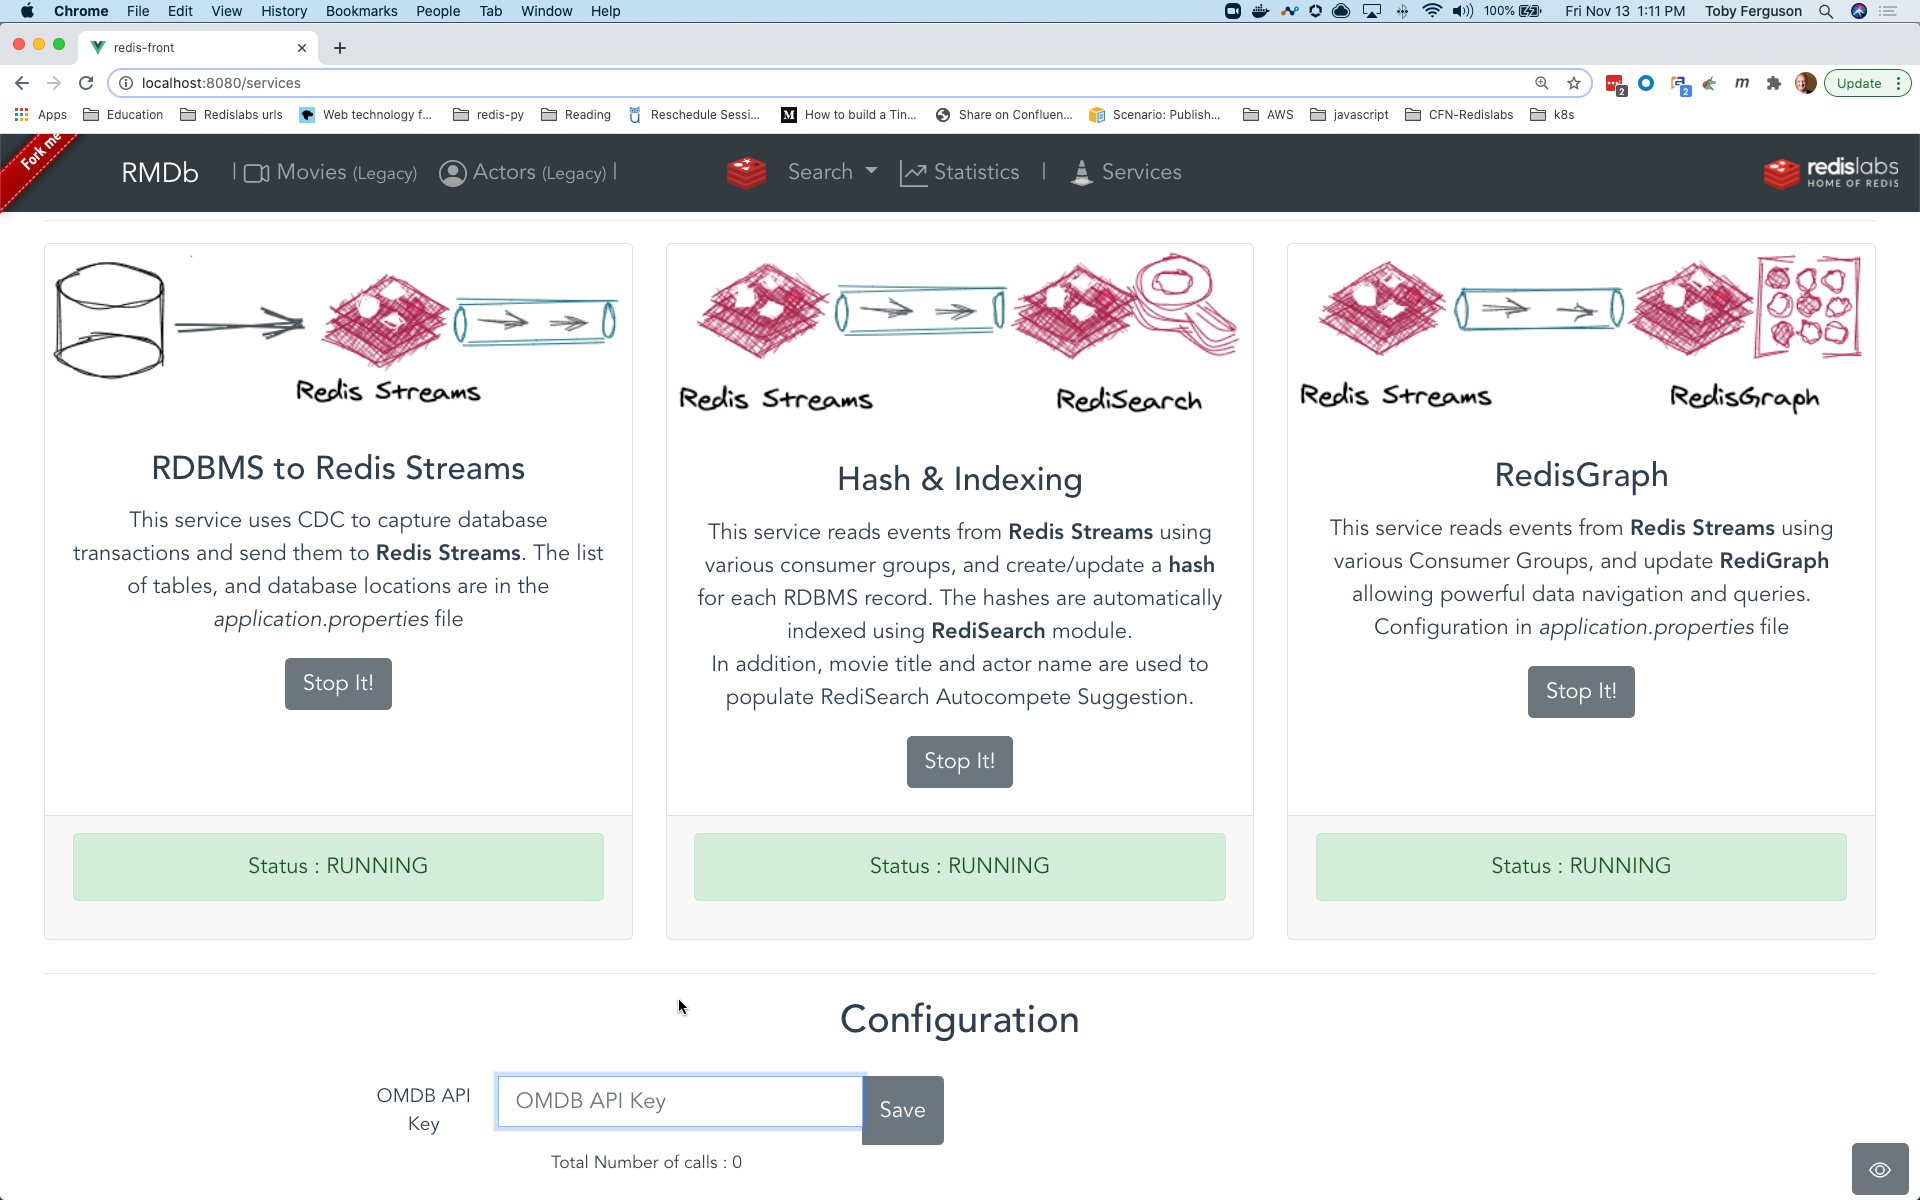 Chrome File Edit View History Bookmarks People Tab Window Help 100% Fri Nov 13 1:11 PM Toby Ferguson
redis-front
localhost:8080/services
2 2 m Update
Apps Education Redislabs urls Web technology f... redis-py Reading Reschedule Sessi... M How to build a Tin... Share on Confluen... Scenario: Publish... AWS javascript CFN-Redislabs k8s
Fork me
RMDb | Movies (Legacy) Actors (Legacy) | Search Statistics | Services redislabs
HOME OF REDIS
Redis Streams
RDBMS to Redis Streams
This service uses CDC to capture database
transactions and send them to Redis Streams. The list
of tables, and database locations are in the
application.properties file
Stop It!
Status : RUNNING
Redis Streams RediSearch
Hash & Indexing
This service reads events from Redis Streams using
various consumer groups, and create/update a hash
for each RDBMS record. The hashes are automatically
indexed using RediSearch module.
In addition, movie title and actor name are used to
populate RediSearch Autocompete Suggestion.
Stop It!
Status : RUNNING
Redis Streams RedisGraph
RedisGraph
This service reads events from Redis Streams using
various Consumer Groups, and update RediGraph
allowing powerful data navigation and queries.
Configuration in application.properties file
Stop It!
Status : RUNNING
Configuration
OMDB API
Key
OMDB API Key
Save
Total Number of calls : 0